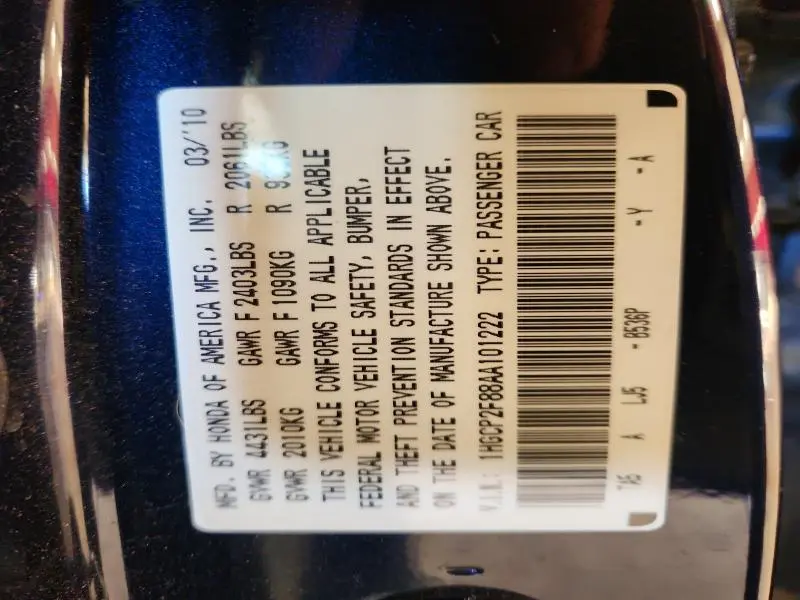 MFD. BY HONDA OF AMERICA MFG., INC. 03/'10
GVWR 4431LBS GAWR F 2403LBS R 2061LBS
GVWR 2010KG GAWR F 1090KG R
THIS VEHICLE CONFORMS TO ALL APPLICABLE
FEDERAL MOTOR VEHICLE SAFETY, BUMPER,
AND THEFT PREVENTION STANDARDS IN EFFECT
ON THE DATE OF MANUFACTURE SHOWN ABOVE.
V.I.N.: 1HGCP2F88AA101222 TYPE: PASSENGER CAR
TA5 A LJ5 -B536P -Y -A